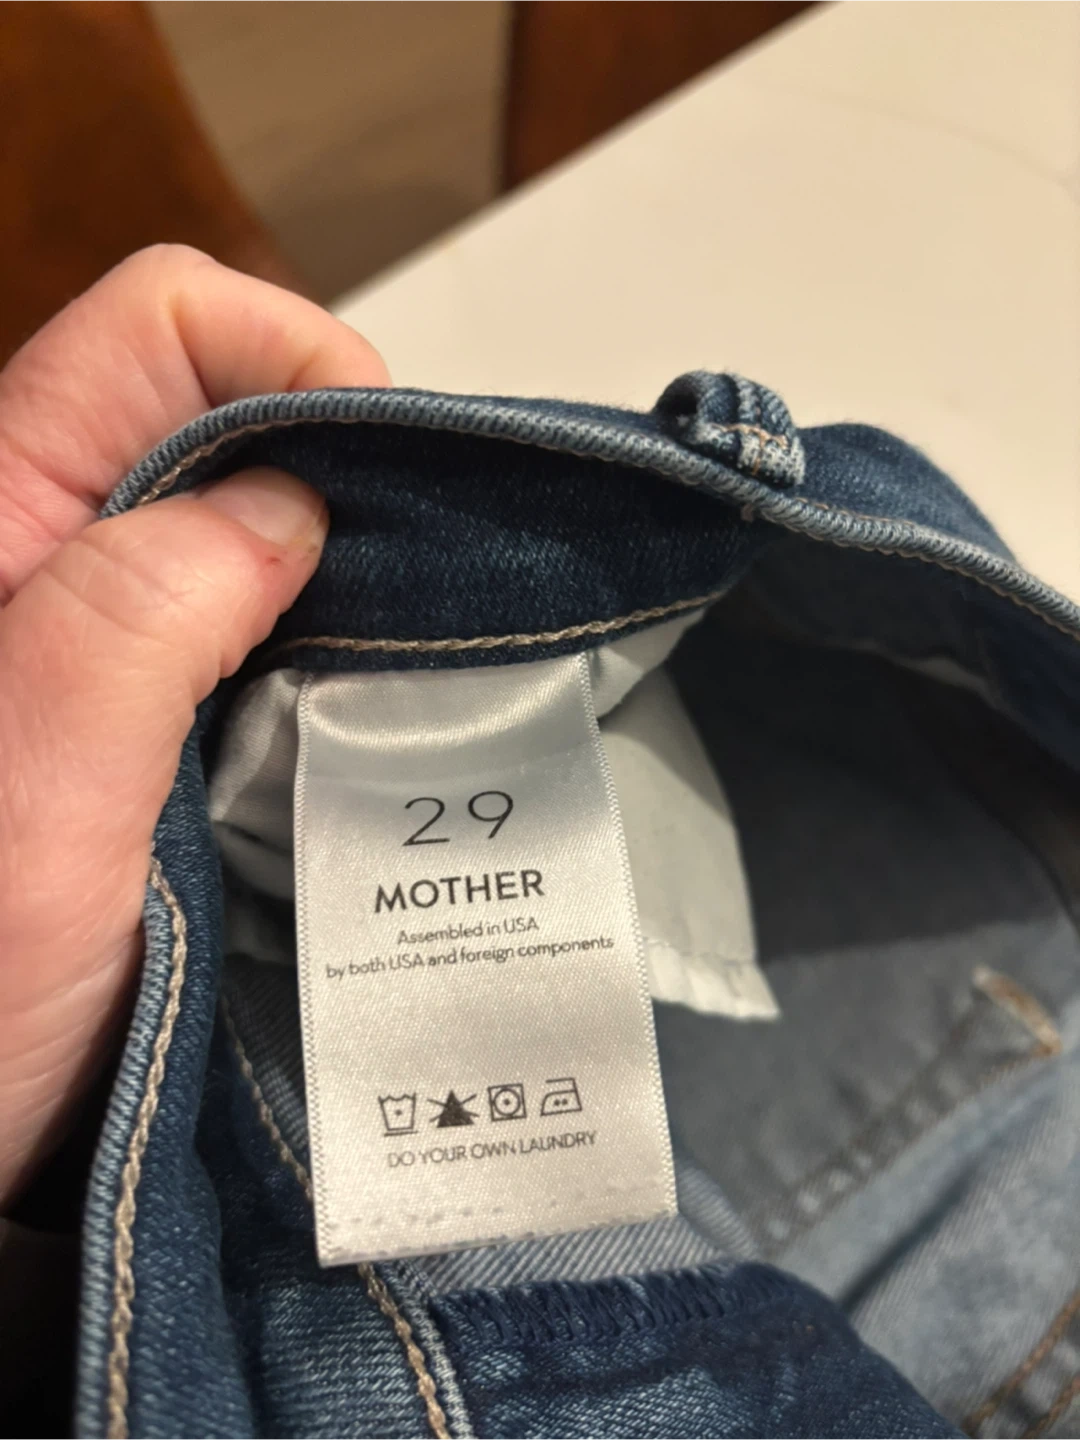 29
MOTHER
Assembled in USA
by both USA and foreign components
DO YOUR OWN LAUNDRY